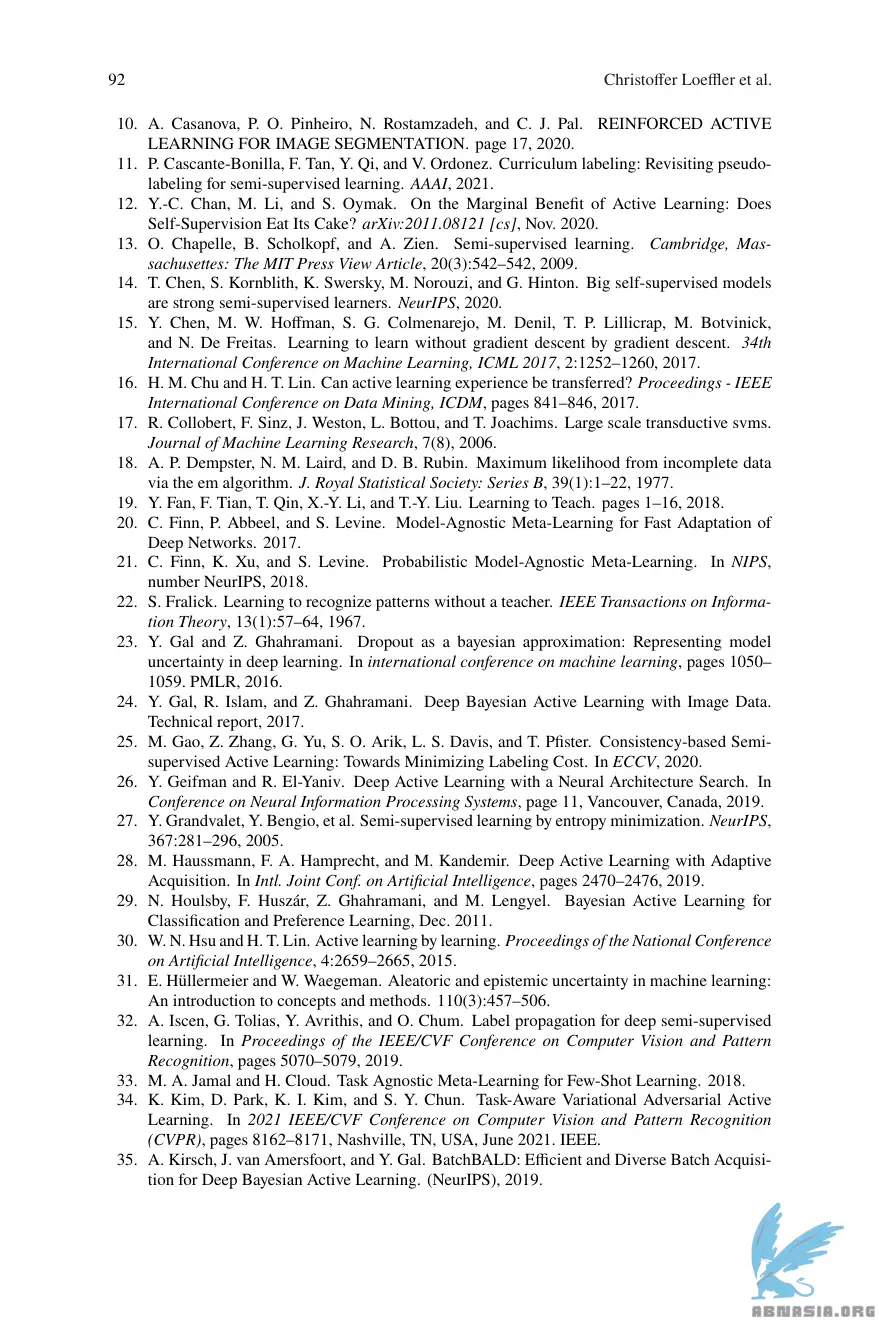 92
Christoffer Loeffler et al.
10. A. Casanova, P. O. Pinheiro, N. Rostamzadeh, and C. J. Pal. REINFORCED ACTIVE
LEARNING FOR IMAGE SEGMENTATION. page 17, 2020.
11. P. Cascante-Bonilla, F. Tan, Y. Qi, and V. Ordonez. Curriculum labeling: Revisiting pseudo-
labeling for semi-supervised learning. AAAI, 2021.
12. Y.-C. Chan, M. Li, and S. Oymak. On the Marginal Benefit of Active Learning: Does
Self-Supervision Eat Its Cake? arXiv:2011.08121 [cs], Nov. 2020.
13. O. Chapelle, B. Scholkopf, and A. Zien. Semi-supervised learning. Cambridge, Mas-
sachusettes: The MIT Press View Article, 20(3):542–542, 2009.
14. T. Chen, S. Kornblith, K. Swersky, M. Norouzi, and G. Hinton. Big self-supervised models
are strong semi-supervised learners. NeurIPS, 2020.
15. Y. Chen, M. W. Hoffman, S. G. Colmenarejo, M. Denil, T. P. Lillicrap, M. Botvinick,
and N. De Freitas. Learning to learn without gradient descent by gradient descent. 34th
International Conference on Machine Learning, ICML 2017, 2:1252–1260, 2017.
16. H. M. Chu and H. T. Lin. Can active learning experience be transferred? Proceedings - IEEE
International Conference on Data Mining, ICDM, pages 841–846, 2017.
17. R. Collobert, F. Sinz, J. Weston, L. Bottou, and T. Joachims. Large scale transductive svms.
Journal of Machine Learning Research, 7(8), 2006.
18. A. P. Dempster, N. M. Laird, and D. B. Rubin. Maximum likelihood from incomplete data
via the em algorithm. J. Royal Statistical Society: Series B, 39(1):1–22, 1977.
19. Y. Fan, F. Tian, T. Qin, X.-Y. Li, and T.-Y. Liu. Learning to Teach. pages 1–16, 2018.
20. C. Finn, P. Abbeel, and S. Levine. Model-Agnostic Meta-Learning for Fast Adaptation of
Deep Networks. 2017.
21. C. Finn, K. Xu, and S. Levine. Probabilistic Model-Agnostic Meta-Learning. In NIPS,
number NeurIPS, 2018.
22. S. Fralick. Learning to recognize patterns without a teacher. IEEE Transactions on Informa-
tion Theory, 13(1):57–64, 1967.
23. Y. Gal and Z. Ghahramani. Dropout as a bayesian approximation: Representing model
uncertainty in deep learning. In international conference on machine learning, pages 1050–
1059. PMLR, 2016.
24. Y. Gal, R. Islam, and Z. Ghahramani. Deep Bayesian Active Learning with Image Data.
Technical report, 2017.
25. M. Gao, Z. Zhang, G. Yu, S. O. Arik, L. S. Davis, and T. Pfister. Consistency-based Semi-
supervised Active Learning: Towards Minimizing Labeling Cost. In ECCV, 2020.
26. Y. Geifman and R. El-Yaniv. Deep Active Learning with a Neural Architecture Search. In
Conference on Neural Information Processing Systems, page 11, Vancouver, Canada, 2019.
27. Y. Grandvalet, Y. Bengio, et al. Semi-supervised learning by entropy minimization. NeurIPS,
367:281–296, 2005.
28. M. Haussmann, F. A. Hamprecht, and M. Kandemir. Deep Active Learning with Adaptive
Acquisition. In Intl. Joint Conf. on Artificial Intelligence, pages 2470–2476, 2019.
29. N. Houlsby, F. Huszár, Z. Ghahramani, and M. Lengyel. Bayesian Active Learning for
Classification and Preference Learning, Dec. 2011.
30. W. N. Hsu and H. T. Lin. Active learning by learning. Proceedings of the National Conference
on Artificial Intelligence, 4:2659–2665, 2015.
31. E. Hüllermeier and W. Waegeman. Aleatoric and epistemic uncertainty in machine learning:
An introduction to concepts and methods. 110(3):457–506.
32. A. Iscen, G. Tolias, Y. Avrithis, and O. Chum. Label propagation for deep semi-supervised
learning. In Proceedings of the IEEE/CVF Conference on Computer Vision and Pattern
Recognition, pages 5070–5079, 2019.
33. M. A. Jamal and H. Cloud. Task Agnostic Meta-Learning for Few-Shot Learning. 2018.
34. K. Kim, D. Park, K. I. Kim, and S. Y. Chun. Task-Aware Variational Adversarial Active
Learning. In 2021 IEEE/CVF Conference on Computer Vision and Pattern Recognition
(CVPR), pages 8162–8171, Nashville, TN, USA, June 2021. IEEE.
35. A. Kirsch, J. van Amersfoort, and Y. Gal. BatchBALD: Efficient and Diverse Batch Acquisi-
tion for Deep Bayesian Active Learning. (NeurIPS), 2019.
ABNASIA.ORG